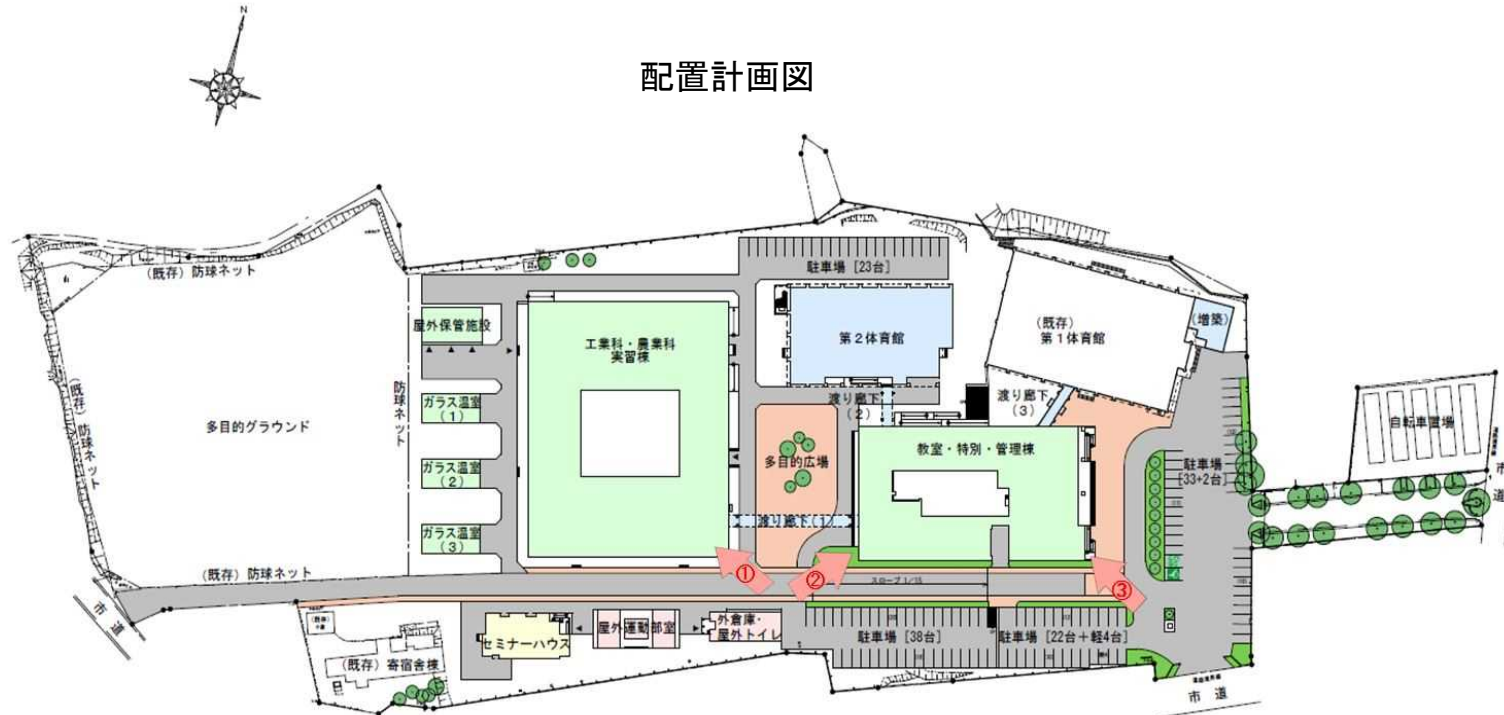 N
配置計画図
(既存) 防球ネット
駐車場 [23台]
屋外保管施設
工業科・農業科
実習棟
第２体育館
(既存)
第１体育館
(増築)
ガラス温室
(1)
防球ネット
(既存) 防球ネット
多目的グラウンド
渡り廊下
(2)
渡り廊下
(3)
自転車置場
教室・特別・管理棟
多目的広場
駐車場
[33+2台]
市道
ガラス温室
(2)
渡り廊下(1)
ガラス温室
(3)
(既存) 防球ネット
①
②
③
スロープ 1/15
市道
セミナーハウス
屋外運動部室
外倉庫・
屋外トイレ
駐車場 [38台]
駐車場 [22台＋軽4台]
(既存) 寄宿舎棟
市 道